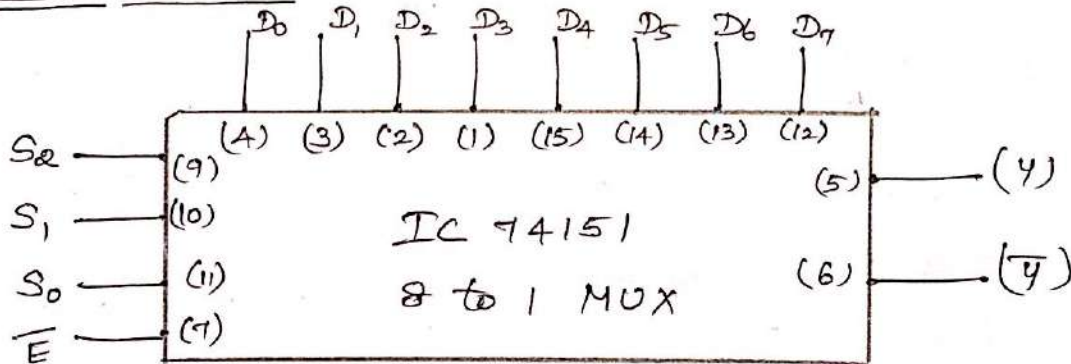 D0 D1 D2 D3 D4 D5 D6 D7
(4) (3) (2) (1) (15) (14) (13) (12)
S2 (9) (5) (Y)
S1 (10)
IC 74151
S0 (11) (6) (Y̅)
8 to 1 MUX
E̅ (7)